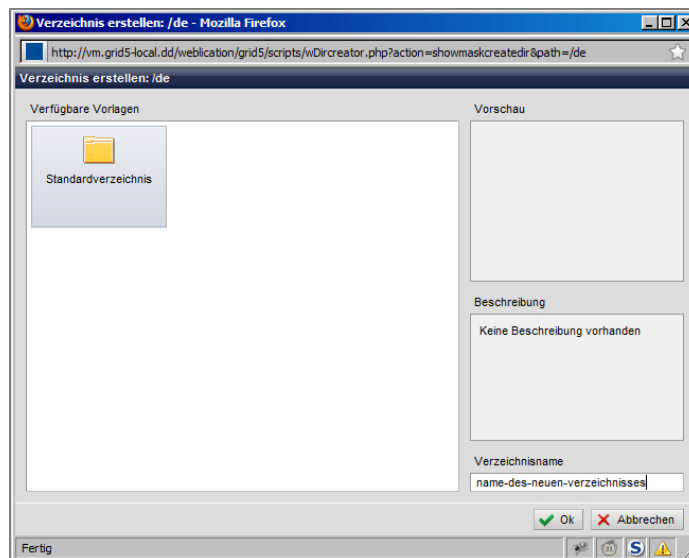 Verzeichnis erstellen: /de - Mozilla Firefox
http://vm.grid5-local.dd/weblication/grid5/scripts/wDircreator.php?action=showmaskcreatedir&path=/de
Verzeichnis erstellen: /de
Verfügbare Vorlagen
Standardverzeichnis
Vorschau
Beschreibung
Keine Beschreibung vorhanden
Verzeichnisname
name-des-neuen-verzeichnisses
Ok
Abbrechen
Fertig
S